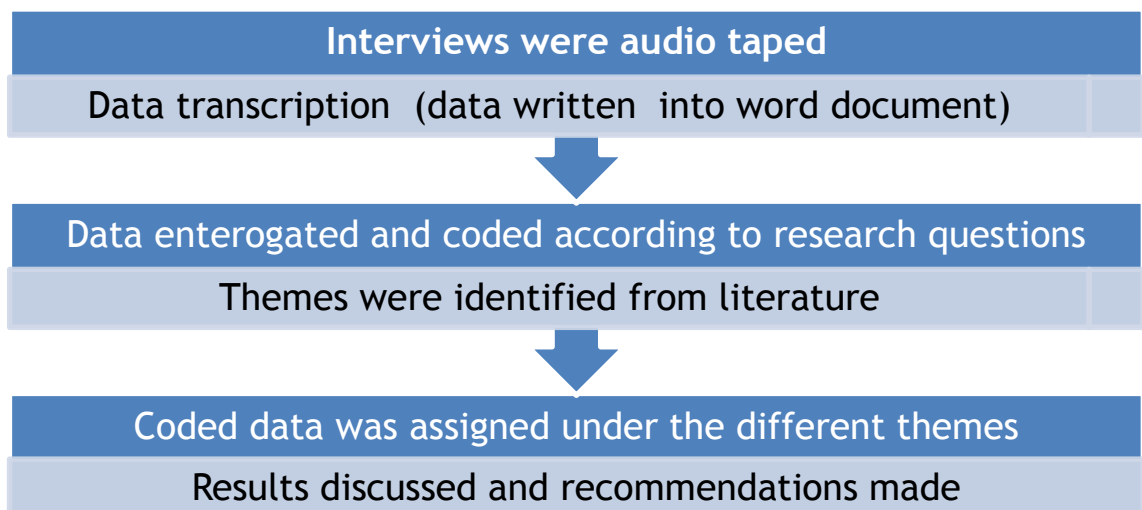 Interviews were audio taped
Data transcription (data written into word document)
Data enterogated and coded according to research questions
Themes were identified from literature
Coded data was assigned under the different themes
Results discussed and recommendations made